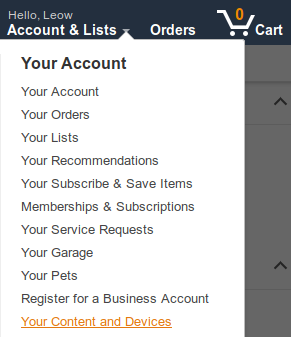 Hello, Leow
Account & Lists Orders 0 Cart
Your Account
Your Account
Your Orders
Your Lists
Your Recommendations
Your Subscribe & Save Items
Memberships & Subscriptions
Your Service Requests
Your Garage
Your Pets
Register for a Business Account
Your Content and Devices